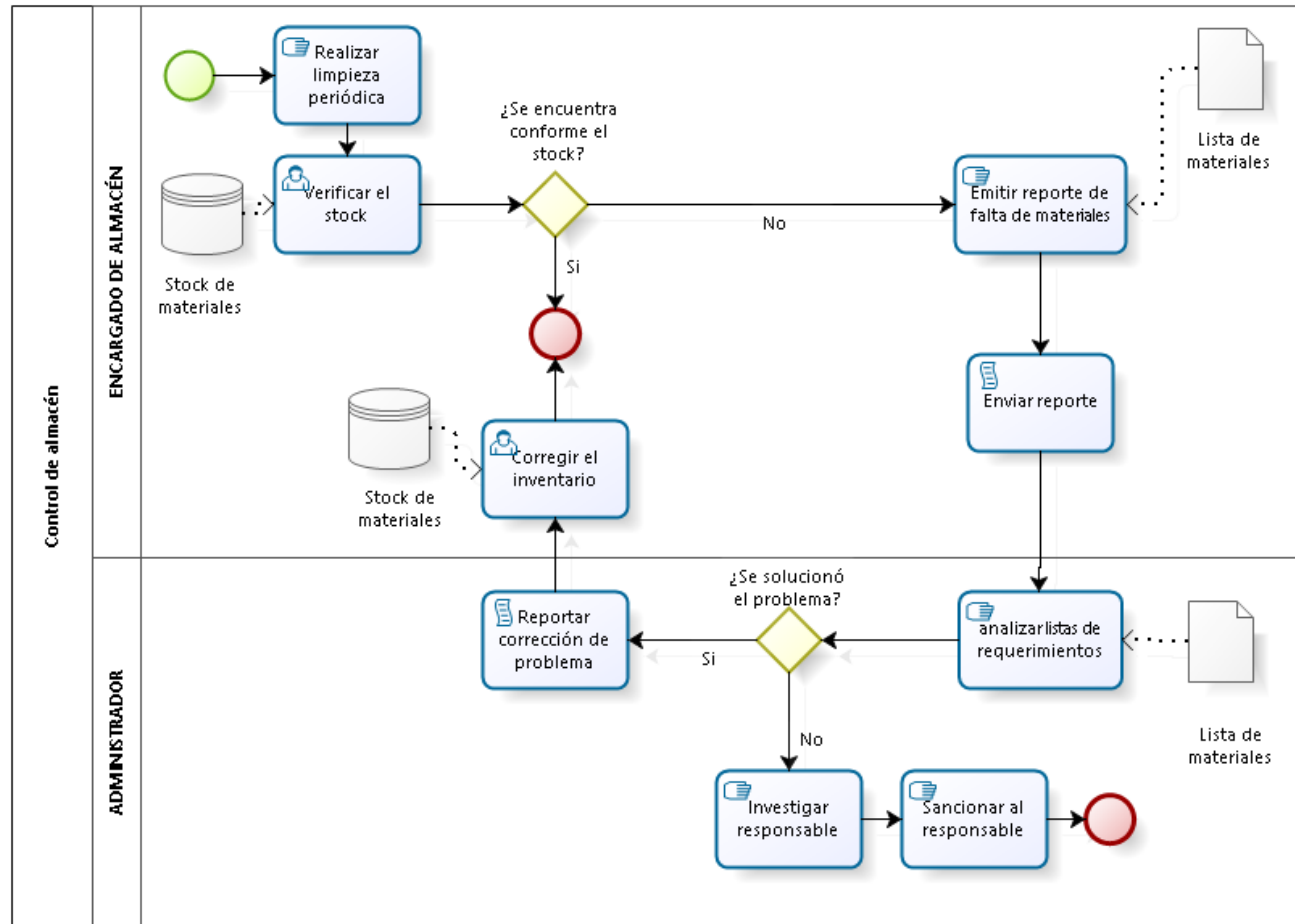 Control de almacén
ENCARGADO DE ALMACÉN
Realizar
limpieza
periódica
¿Se encuentra
conforme el
stock?
Lista de
materiales
Verificar el
stock
Emitir reporte de
falta de materiales
No
Si
Stock de
materiales
Enviar reporte
Corregir el
inventario
Stock de
materiales
ADMINISTRADOR
¿Se solucionó
el problema?
Reportar
corrección de
problema
Si
analizar listas de
requerimientos
Lista de
materiales
No
Investigar
responsable
Sancionar al
responsable